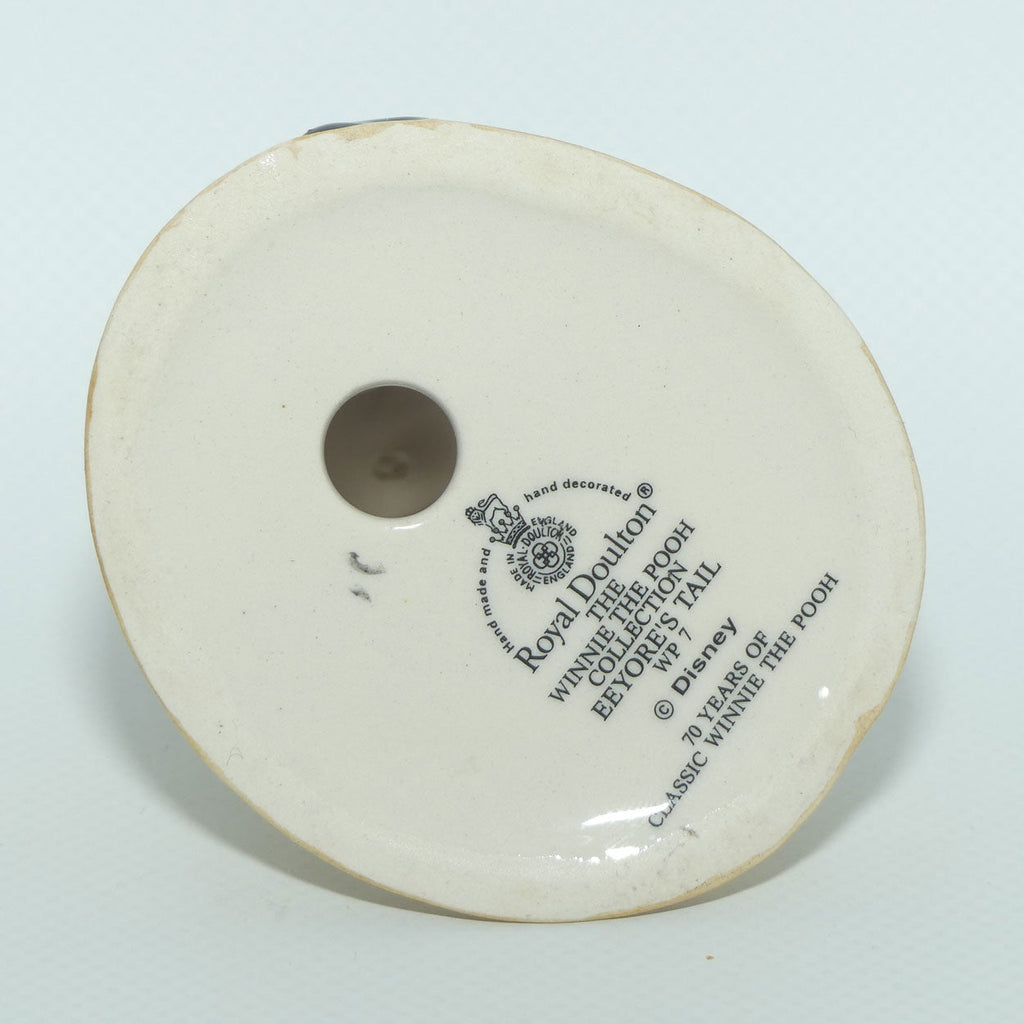 Hand made and hand decorated
MADE IN ENGLAND
ROYAL·DOULTON
ENGLAND
Royal Doulton®
THE
WINNIE THE POOH
COLLECTION
EEYORE'S TAIL
WP 7
© Disney
70 YEARS OF
CLASSIC WINNIE THE POOH